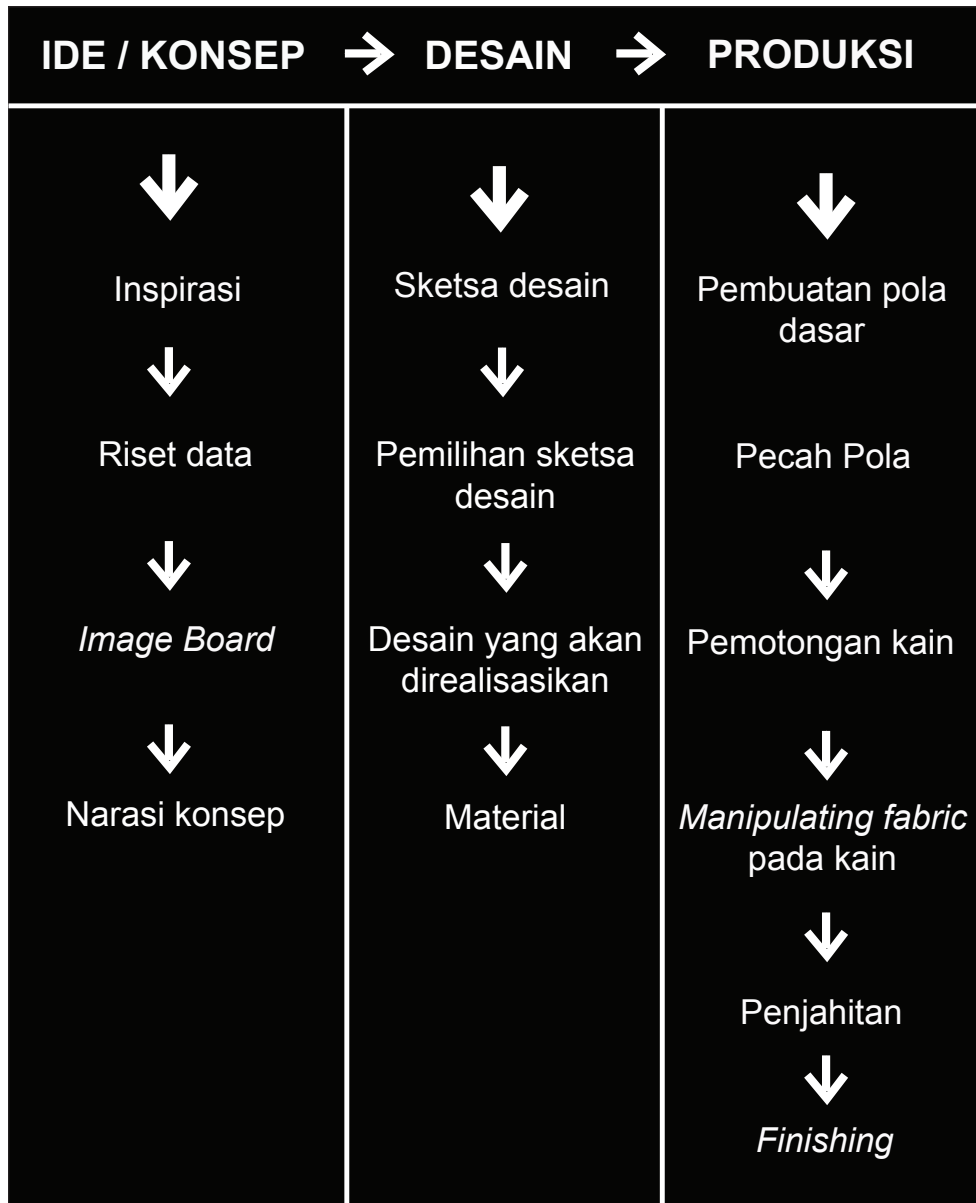 IDE / KONSEP → DESAIN → PRODUKSI
Inspirasi
Riset data
Image Board
Narasi konsep
Sketsa desain
Pemilihan sketsa
desain
Desain yang akan
direalisasikan
Material
Pembuatan pola
dasar
Pecah Pola
Pemotongan kain
Manipulating fabric
pada kain
Penjahitan
Finishing